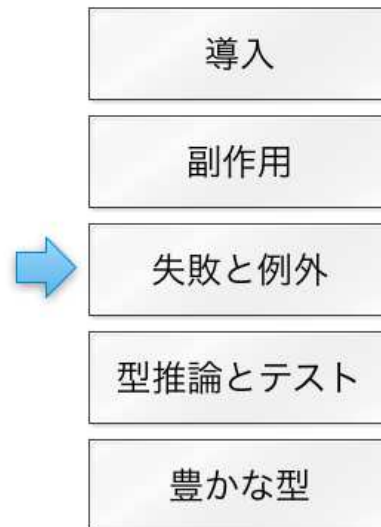 導入
副作用
失敗と例外
型推論とテスト
豊かな型